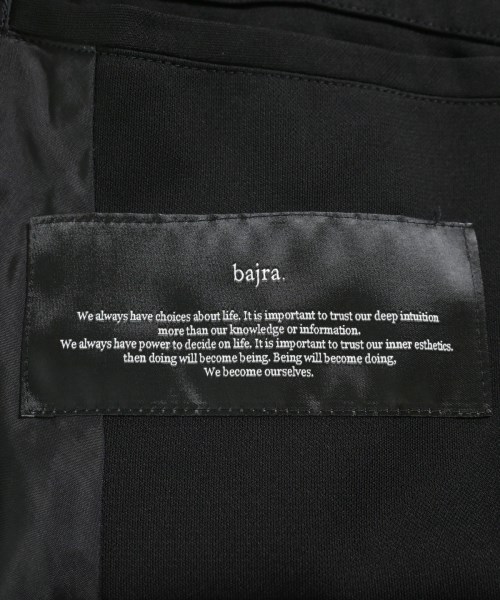 bajra.
We always have choices about life. It is important to trust our deep intuition
more than our knowledge or information.
We always have power to decide on life. It is important to trust our inner esthetics.
then doing will become being. Being will become doing,
We become ourselves.